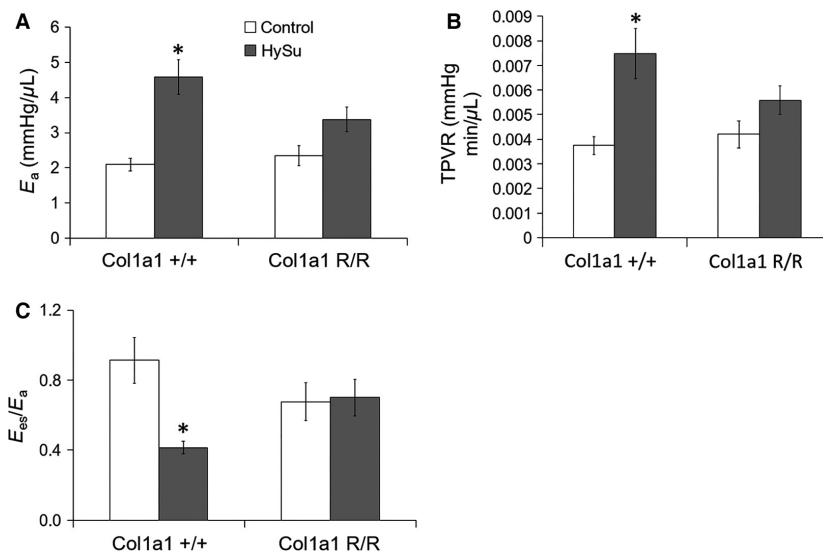 A
Ea (mmHg/µL)
6
5
4
3
2
1
0
*
Control
HySu
Col1a1 +/+
Col1a1 R/R
B
TPVR (mmHg
min/µL)
0.009
0.008
0.007
0.006
0.005
0.004
0.003
0.002
0.001
0
*
Col1a1 +/+
Col1a1 R/R
C
Ees/Ea
1.2
0.8
0.4
0.0
*
Col1a1 +/+
Col1a1 R/R